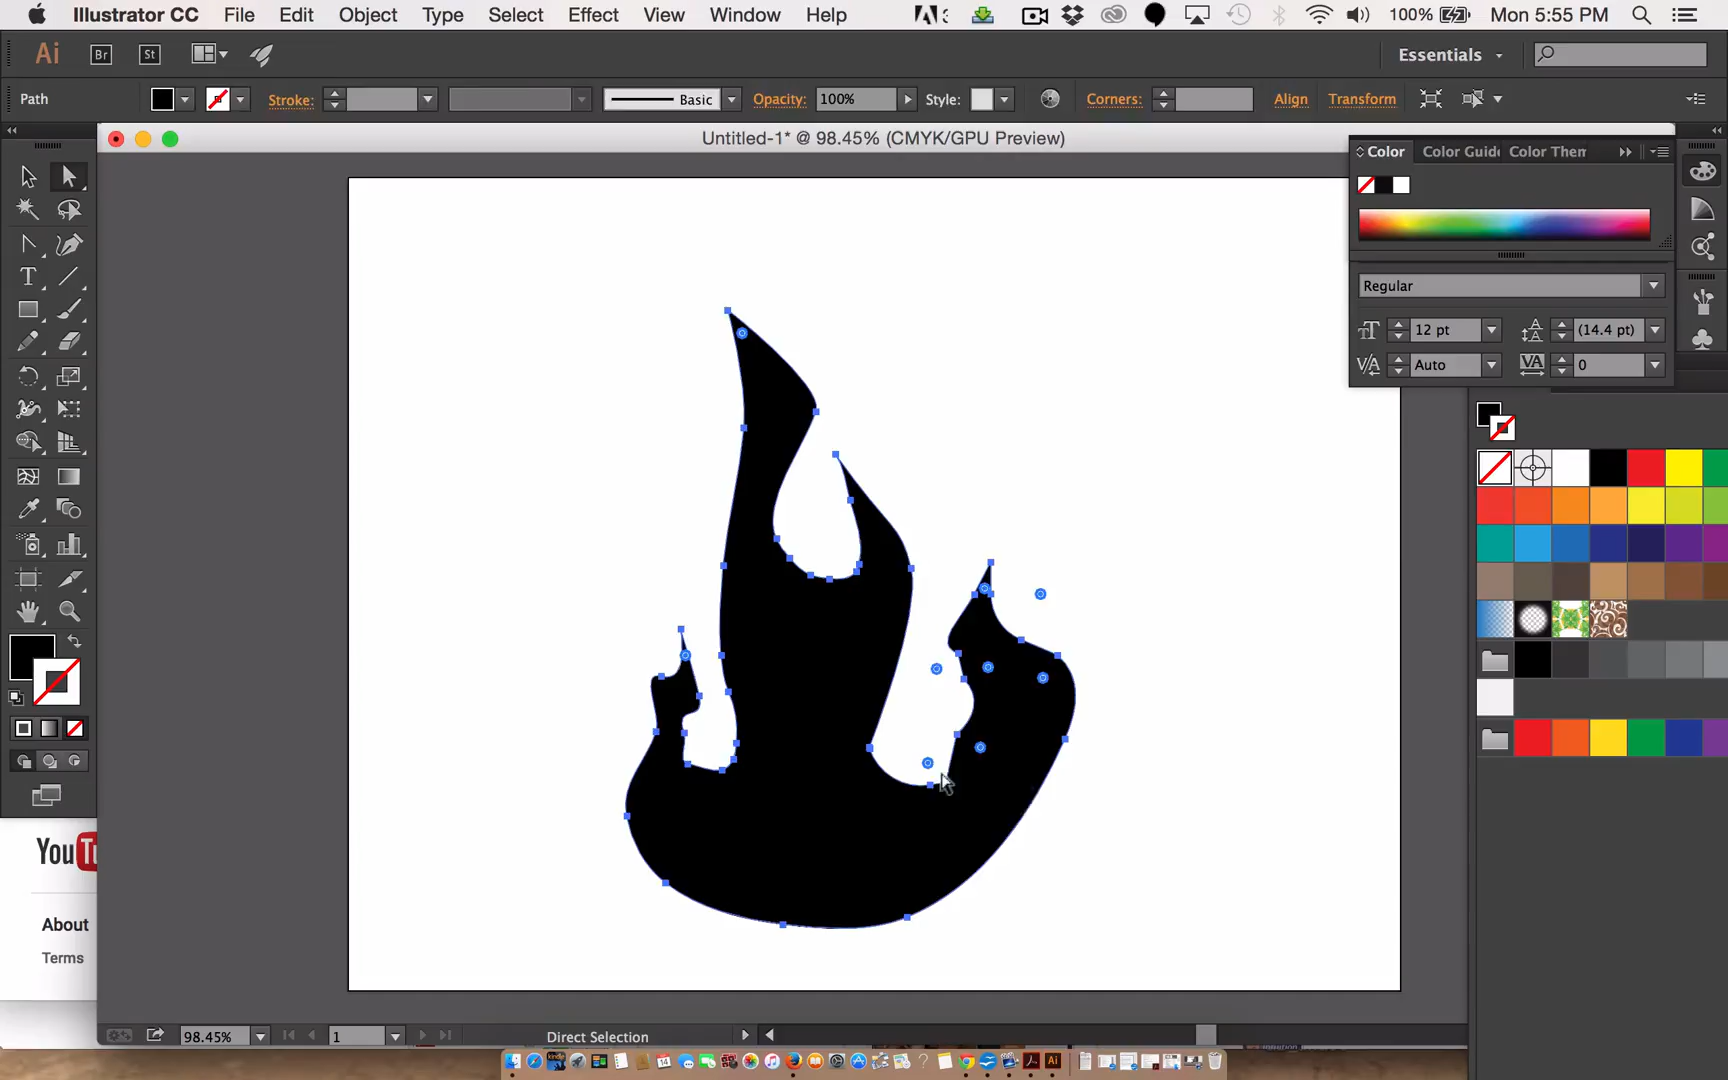 Illustrator CC File Edit Object Type Select Effect View Window Help 100% Mon 5:55 PM
Ai Br St Essentials
Path Stroke: Basic Opacity: 100% Style: Corners: Align Transform
Untitled-1* @ 98.45% (CMYK/GPU Preview)
Color Color Guid Color Then
Regular
12 pt (14.4 pt)
Auto 0
YouTu
About
Terms
98.45% 1 Direct Selection